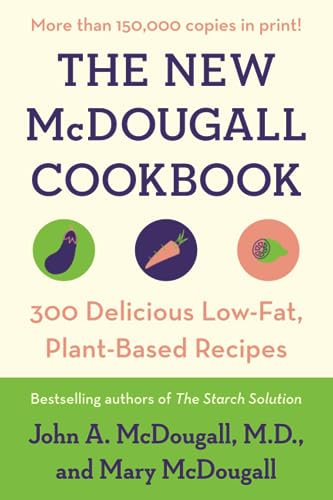 More than 150,000 copies in print!
THE NEW
McDOUGALL
COOKBOOK
300 Delicious Low-Fat,
Plant-Based Recipes
Bestselling authors of The Starch Solution
John A. McDougall, M.D.,
and Mary McDougall